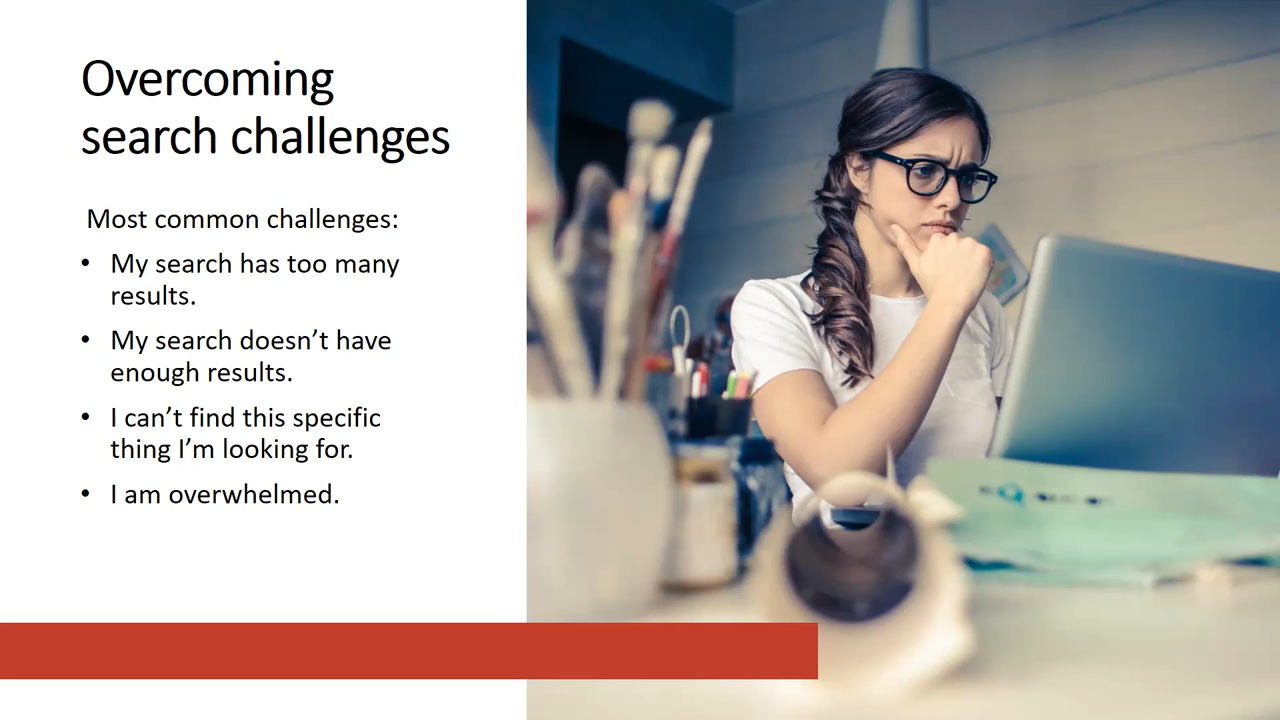 Overcoming
search challenges
Most common challenges:
• My search has too many
results.
• My search doesn’t have
enough results.
• I can’t find this specific
thing I’m looking for.
• I am overwhelmed.